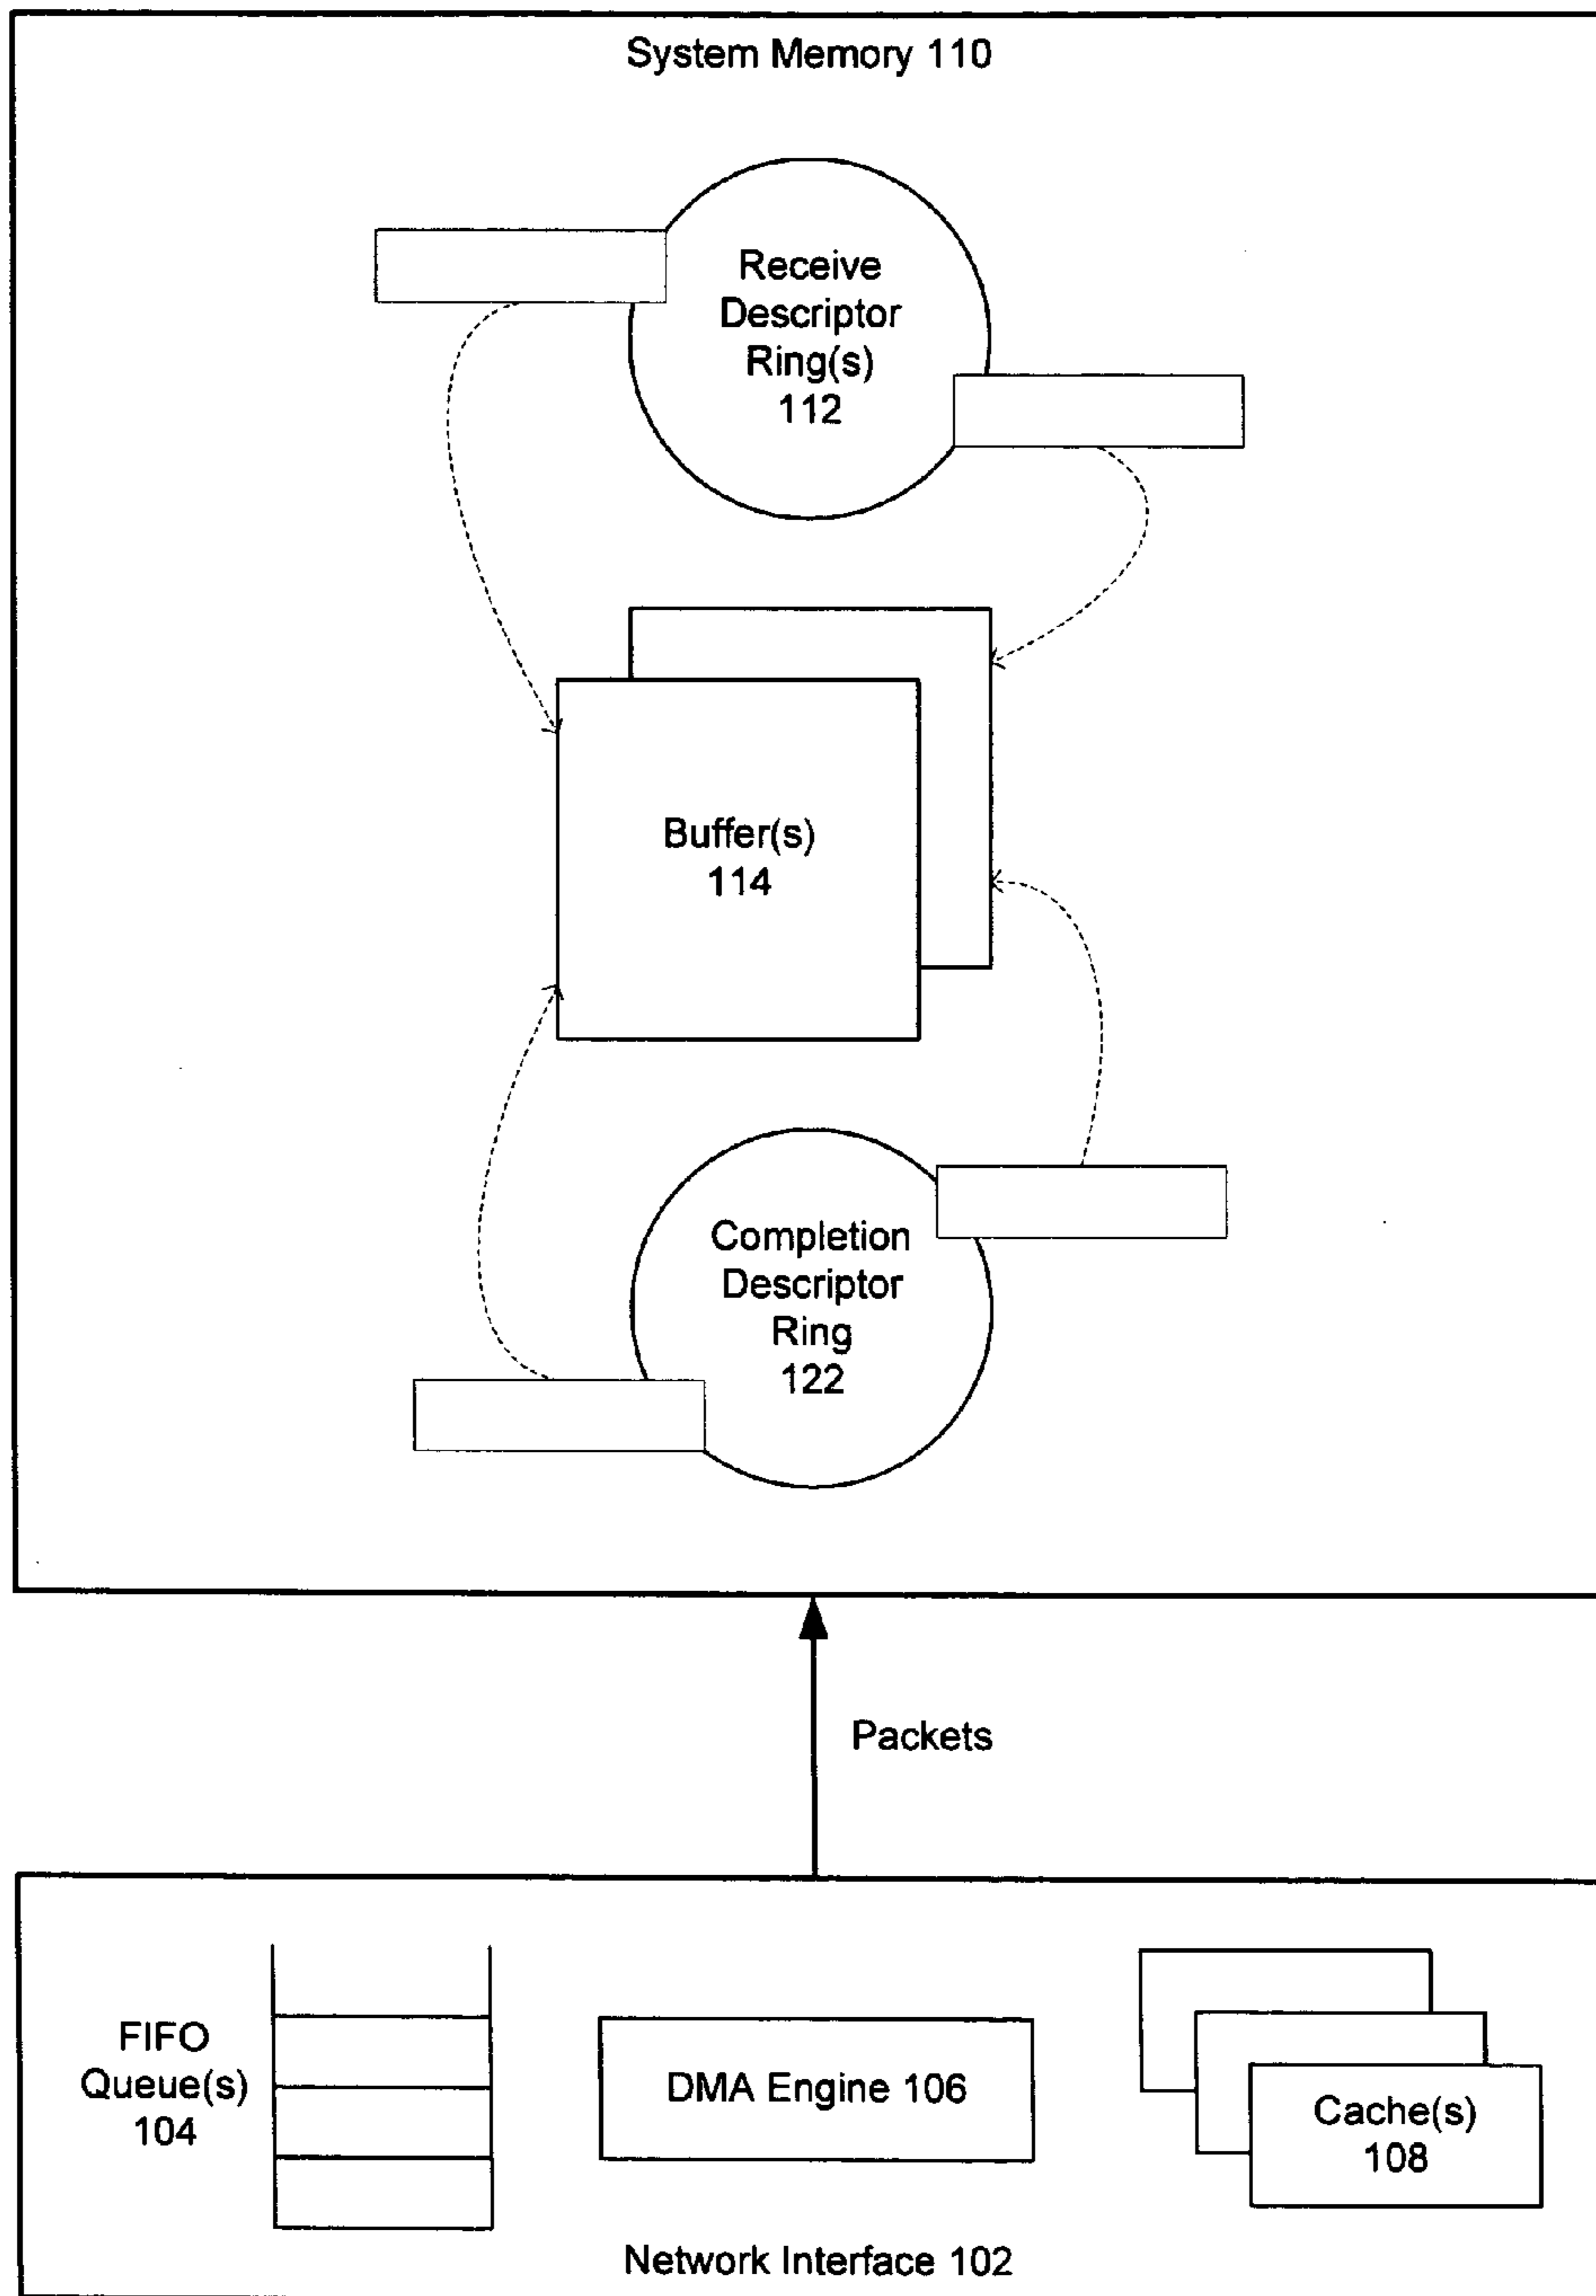 System Memory 110
Receive
Descriptor
Ring(s)
112
Buffer(s)
114
Completion
Descriptor
Ring
122
Packets
FIFO
Queue(s)
104
DMA Engine 106
Cache(s)
108
Network Interface 102